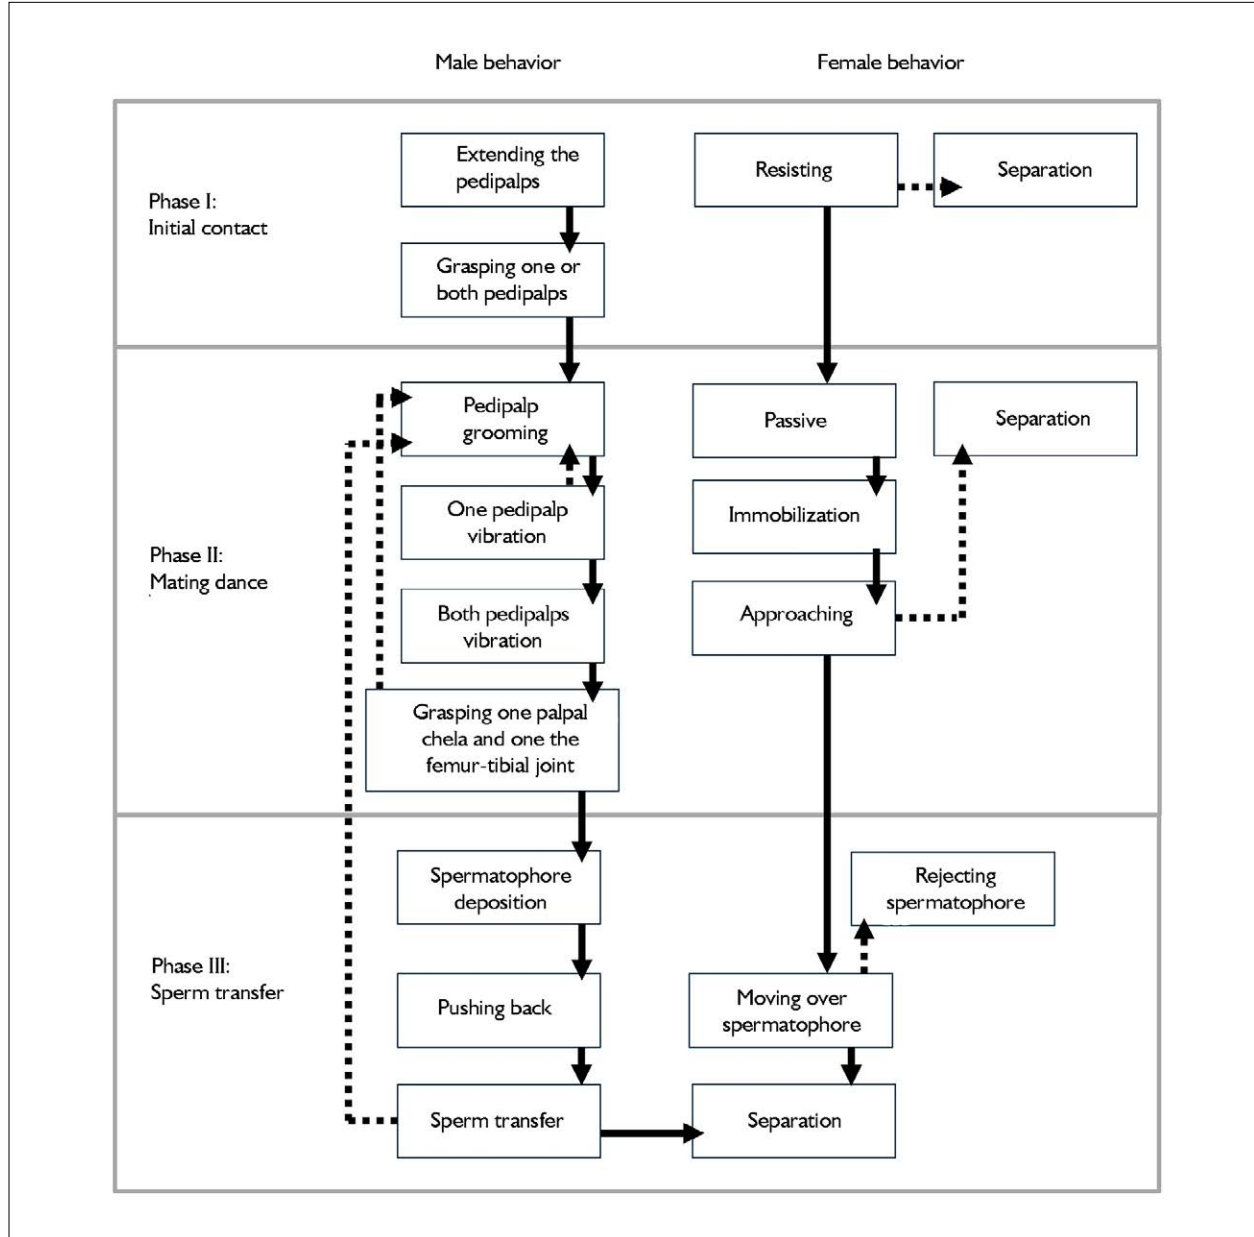 Male behavior
Female behavior
Phase I:
Initial contact
Extending the
pedipalps
Grasping one or
both pedipalps
Resisting
Separation
Phase II:
Mating dance
Pedipalp
grooming
One pedipalp
vibration
Both pedipalps
vibration
Grasping one palpal
chela and one the
femur-tibial joint
Passive
Immobilization
Approaching
Separation
Phase III:
Sperm transfer
Spermatophore
deposition
Pushing back
Sperm transfer
Rejecting
spermatophore
Moving over
spermatophore
Separation